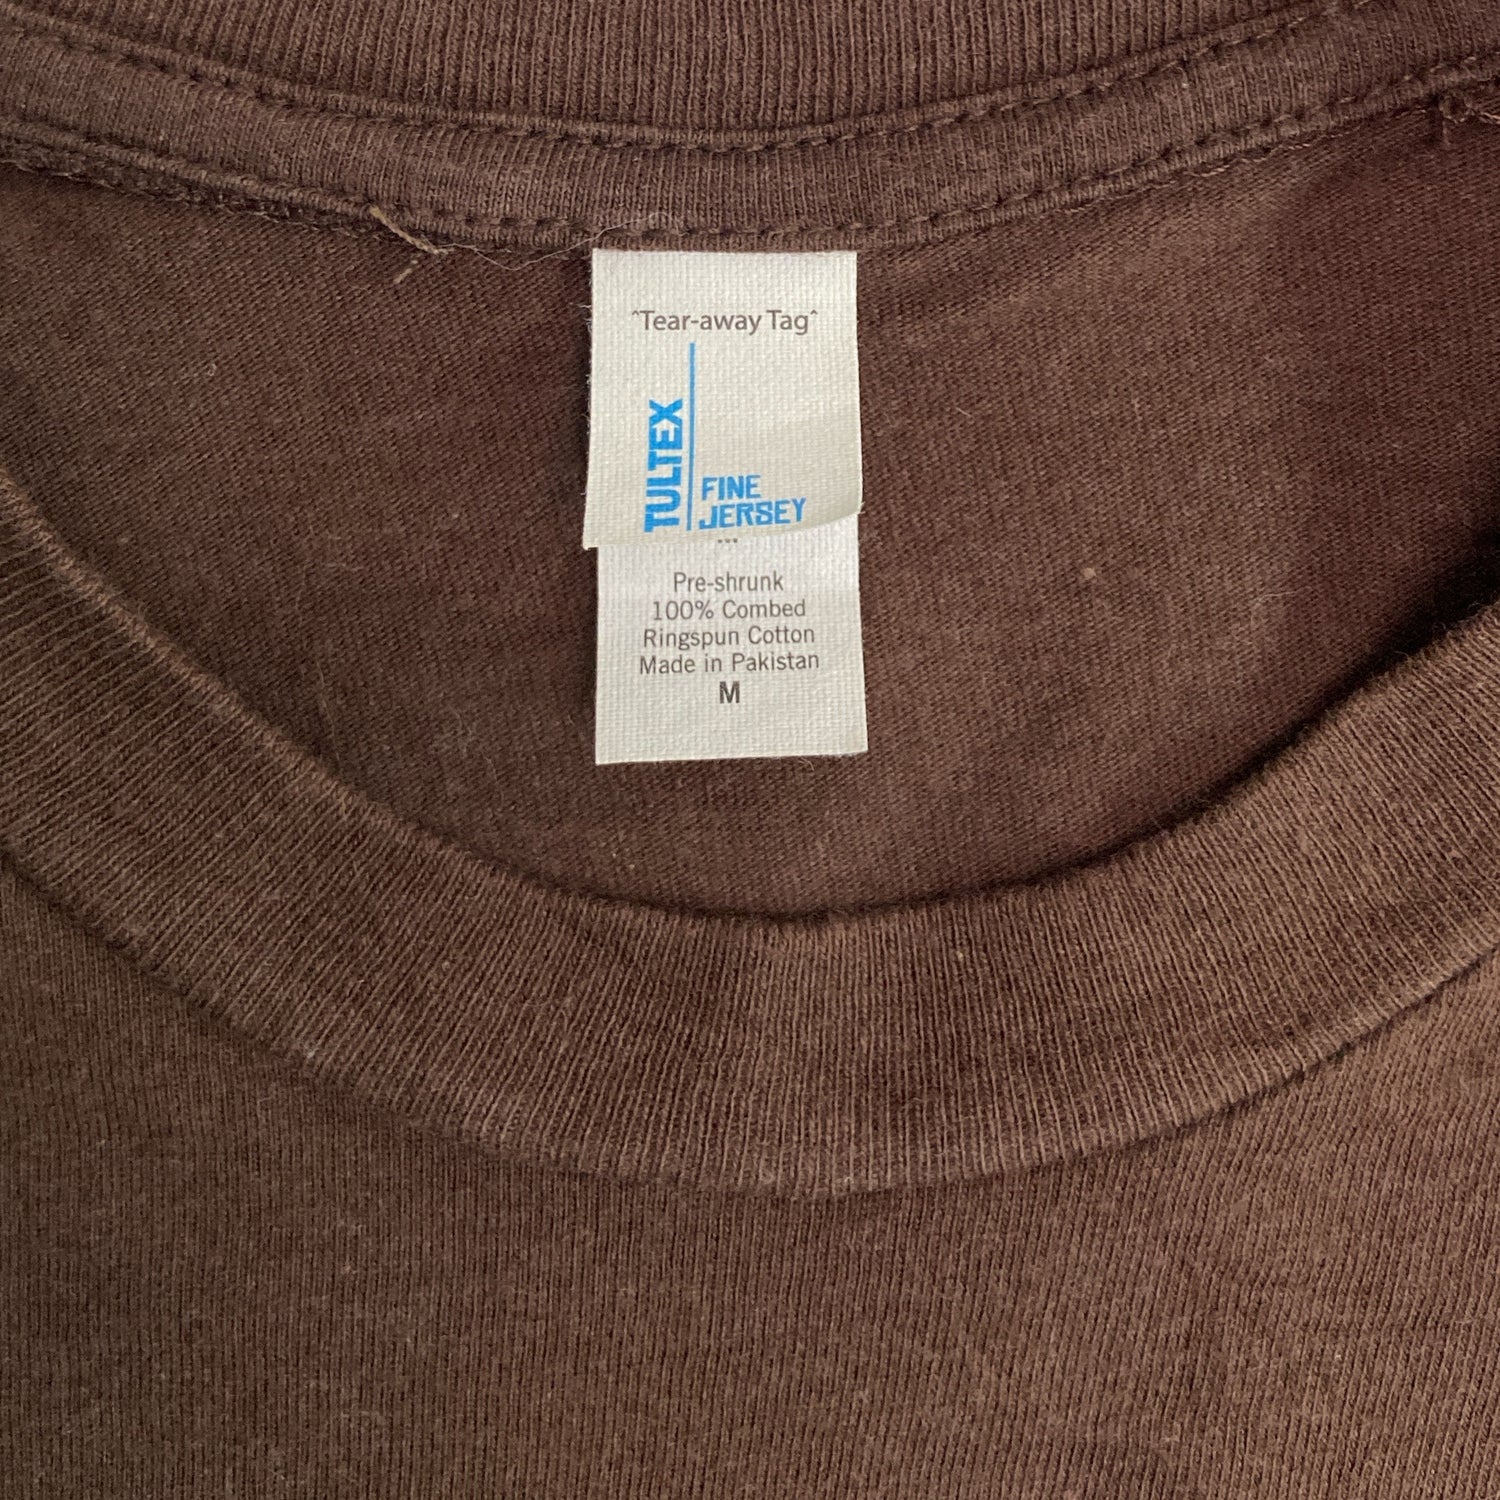 ^Tear-away Tag^
TULTEX
FINE
JERSEY
...
Pre-shrunk
100% Combed
Ringspun Cotton
Made in Pakistan
M